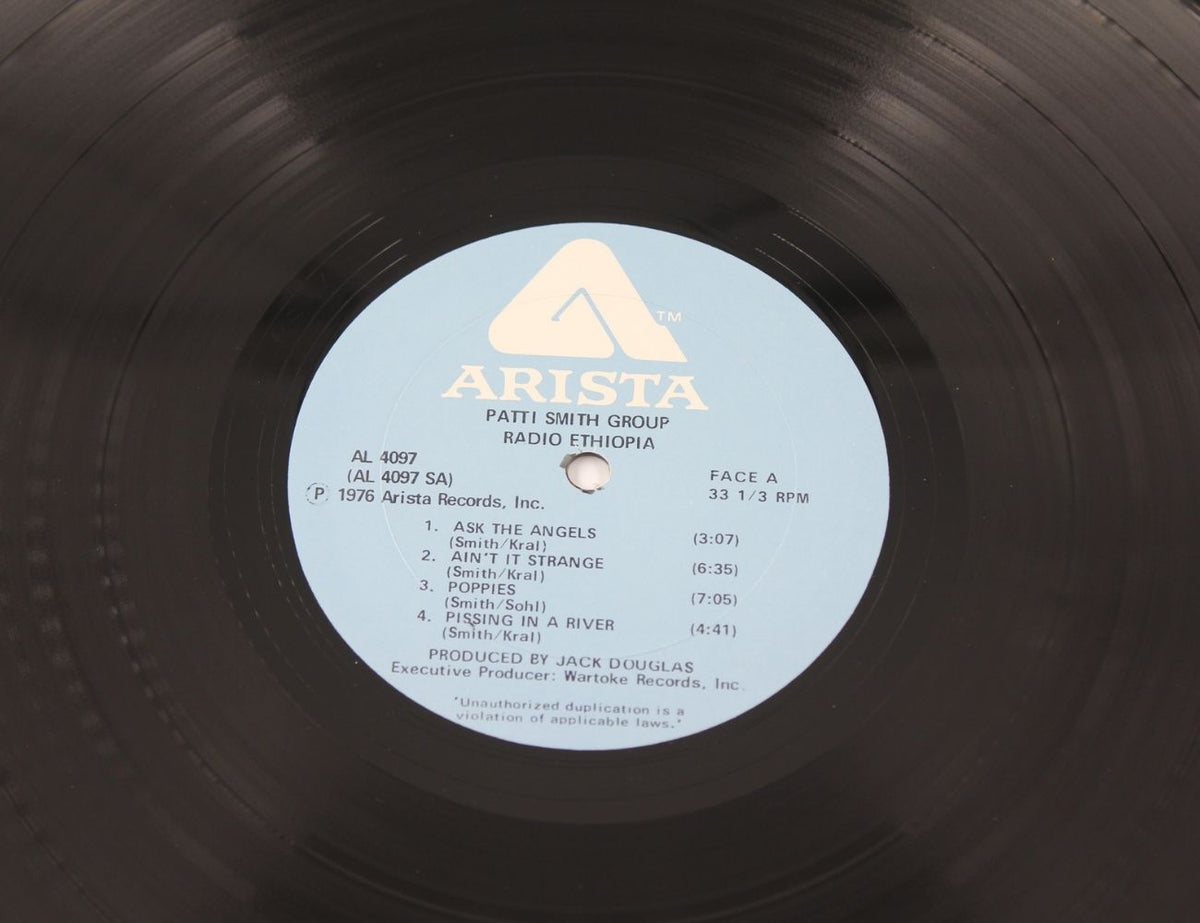 TM
ARISTA
PATTI SMITH GROUP
RADIO ETHIOPIA
AL 4097
(AL 4097 SA)
℗ 1976 Arista Records, Inc.
FACE A
33 1/3 RPM
1. ASK THE ANGELS (3:07)
(Smith/Kral)
2. AIN'T IT STRANGE (6:35)
(Smith/Kral)
3. POPPIES (7:05)
(Smith/Sohl)
4. PISSING IN A RIVER (4:41)
(Smith/Kral)
PRODUCED BY JACK DOUGLAS
Executive Producer: Wartoke Records, Inc.
"Unauthorized duplication is a
violation of applicable laws."